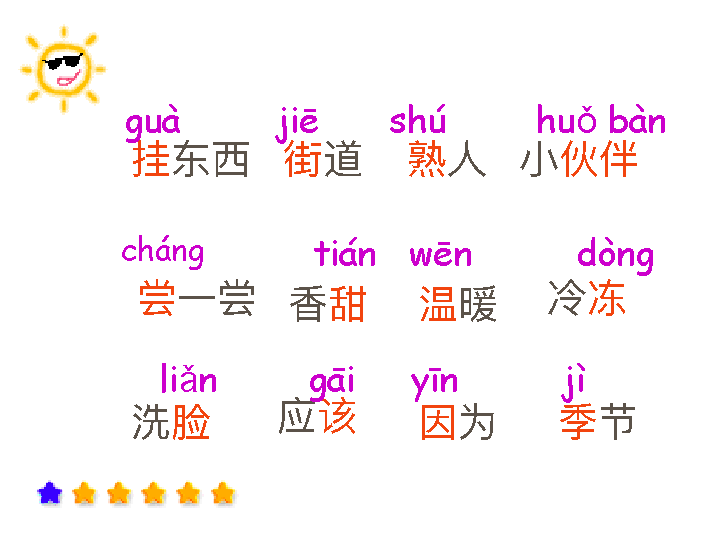 guà jiē shú huǒ bàn
挂东西 街道 熟人 小伙伴
cháng tián wēn dòng
尝一尝 香甜 温暖 冷冻
liǎn gāi yīn jì
洗脸 应该 因为 季节